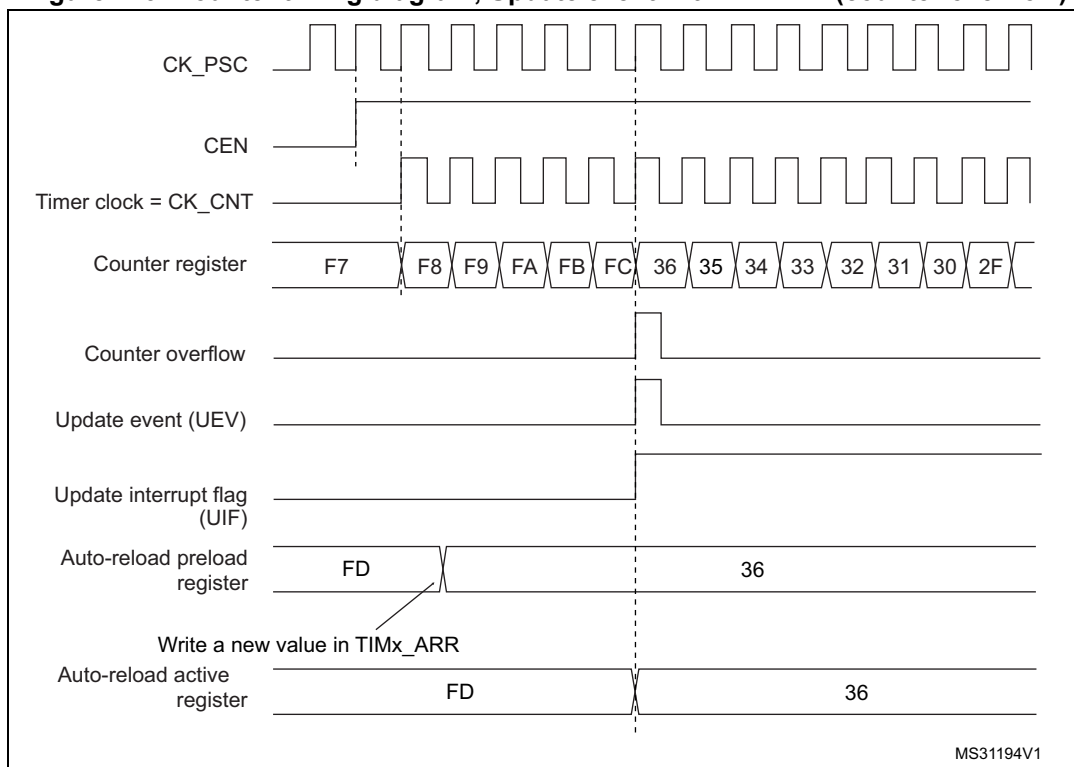 CK_PSC
CEN
Timer clock = CK_CNT
Counter register
F7 F8 F9 FA FB FC 36 35 34 33 32 31 30 2F
Counter overflow
Update event (UEV)
Update interrupt flag
(UIF)
Auto-reload preload
register
FD 36
Write a new value in TIMx_ARR
Auto-reload active
register
FD 36
MS31194V1